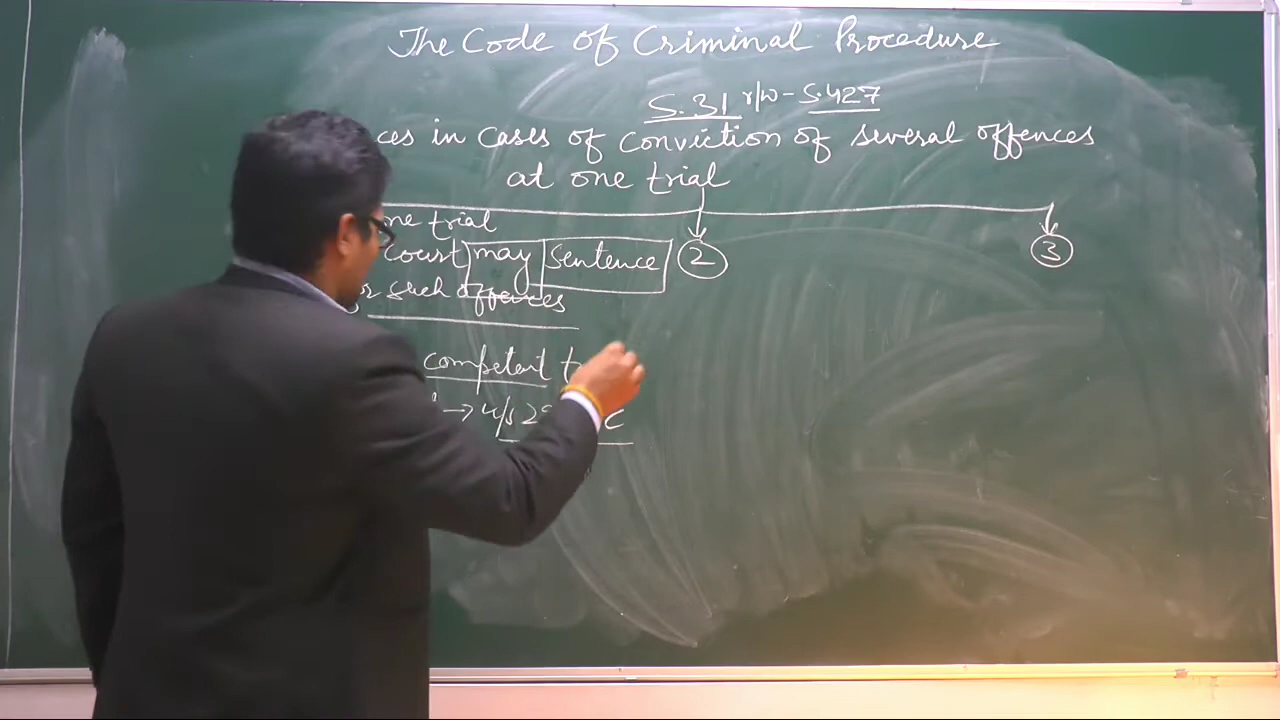 The Code of Criminal Procedure
S.31 r/w - S.427
ces in cases of conviction of several offences
at one trial
ne trial
court may sentence
2
3
r such offences
competent t
→ u/s 2
c